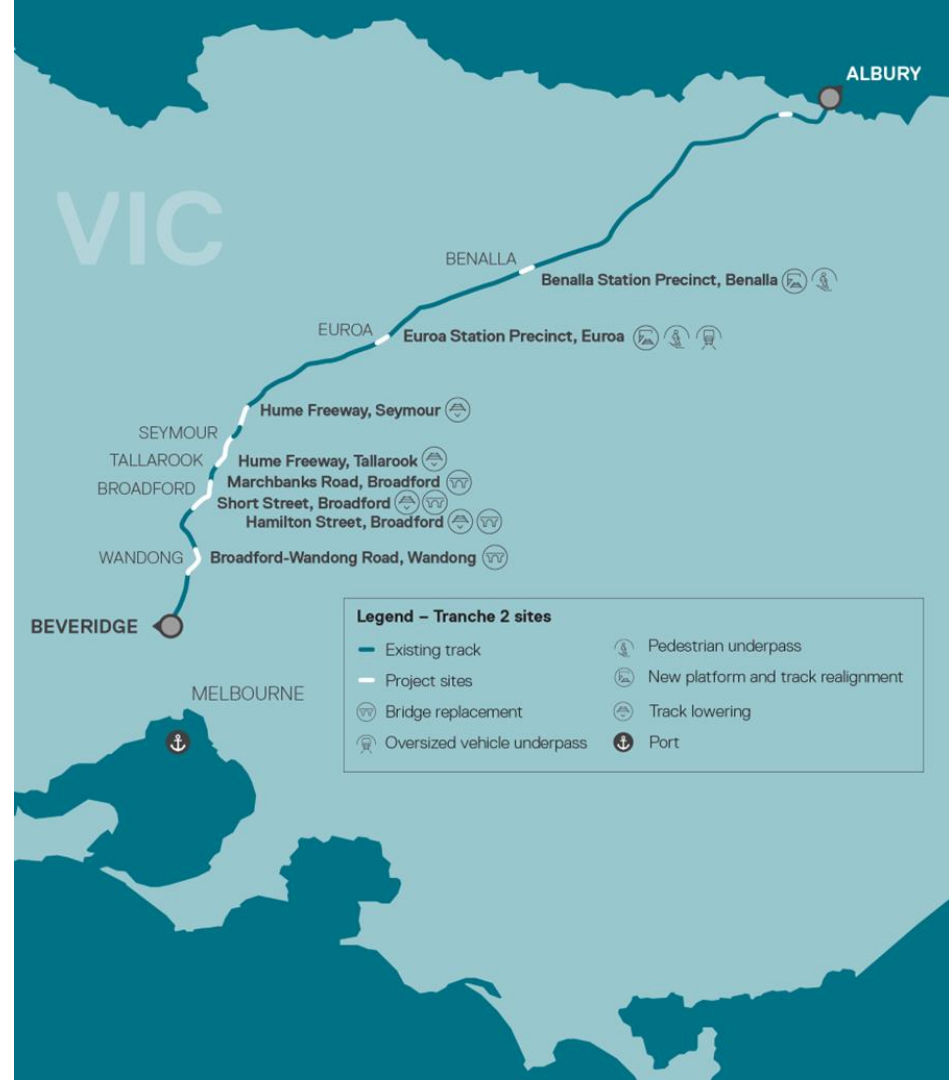 ALBURY
VIC
BENALLA
Benalla Station Precinct, Benalla
EUROA
Euroa Station Precinct, Euroa
Hume Freeway, Seymour
SEYMOUR
TALLAROOK
Hume Freeway, Tallarook
Marchbanks Road, Broadford
BROADFORD
Short Street, Broadford
Hamilton Street, Broadford
WANDONG
Broadford-Wandong Road, Wandong
BEVERIDGE
MELBOURNE
Legend – Tranche 2 sites
Existing track
Project sites
Bridge replacement
Oversized vehicle underpass
Pedestrian underpass
New platform and track realignment
Track lowering
Port